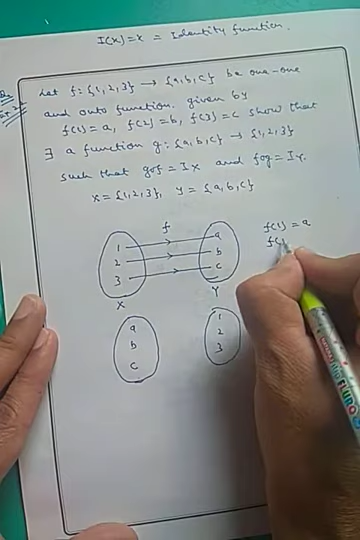 I(x) = x = Identity function.
Let f: {1,2,3} → {a,b,c} be one-one
and onto function. given by
f(1) = a, f(2) = b, f(3) = c show that
∃ a function g: {a,b,c} → {1,2,3}
such that gof = Ix and fog = Iy.
x = {1,2,3}, y = {a,b,c}
f
1 a
2 b
3 c
X Y
f(1) = a
f(
a 1
b 2
c 3